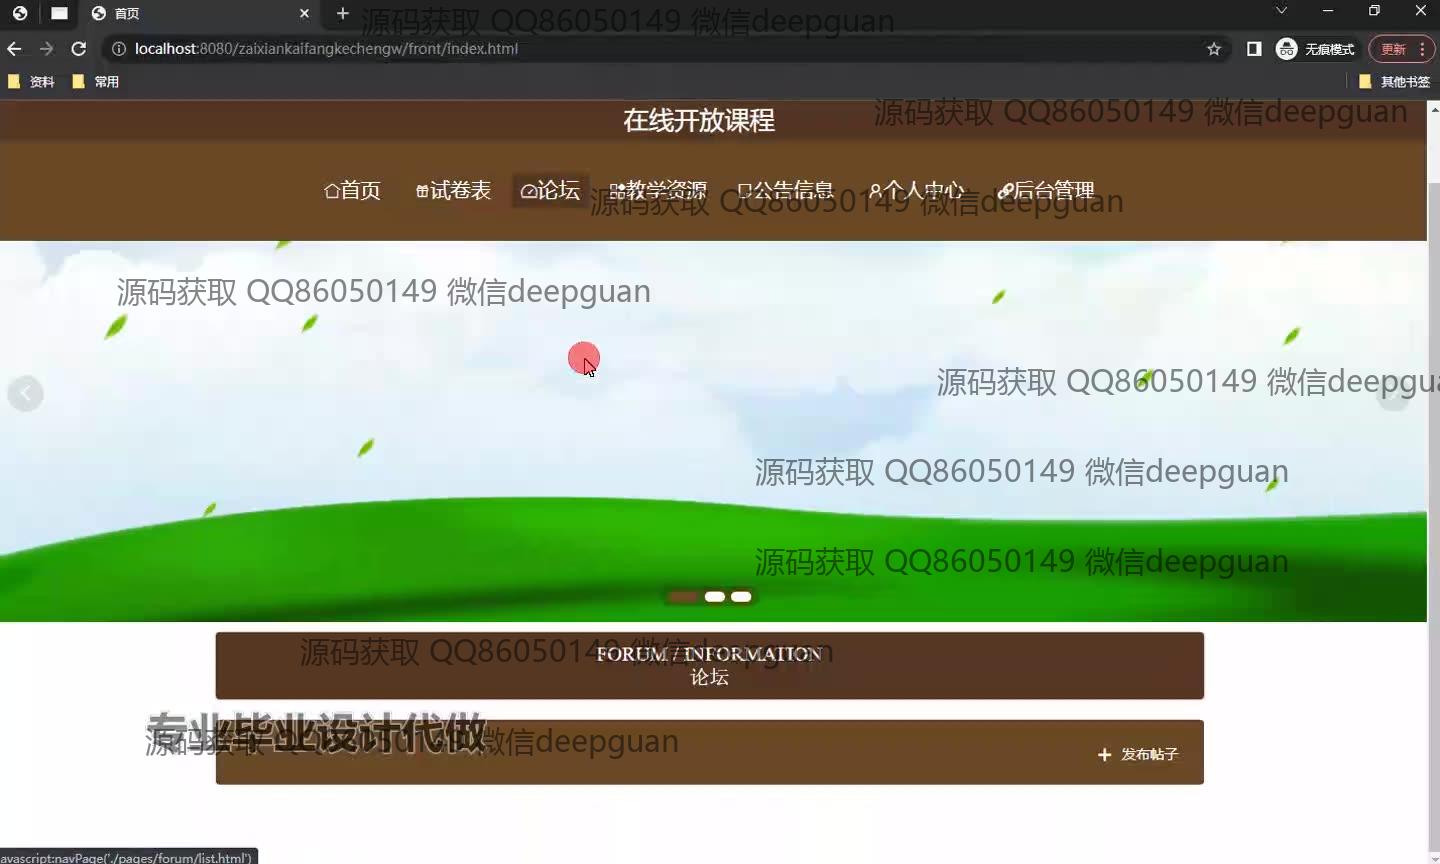 首页
源码获取 QQ86050149 微信deepguan
localhost:8080/zaixiankaifangkechengw/front/index.html
无痕模式
更新
资料
常用
其他书签
在线开放课程
源码获取 QQ86050149 微信deepguan
首页
试卷表
论坛
教学资源
公告信息
个人中心
后台管理
源码获取 QQ86050149 微信deepguan
源码获取 QQ86050149 微信deepguan
源码获取 QQ86050149 微信deepgua
源码获取 QQ86050149 微信deepguan
源码获取 QQ86050149 微信deepguan
源码获取 QQ86050149 微信deepguan
FORUM / INFORMATION
论坛
专业毕业设计代做
源码获取 QQ86050149 微信deepguan
发布帖子
avascript:navPage('./pages/forum/list.html')